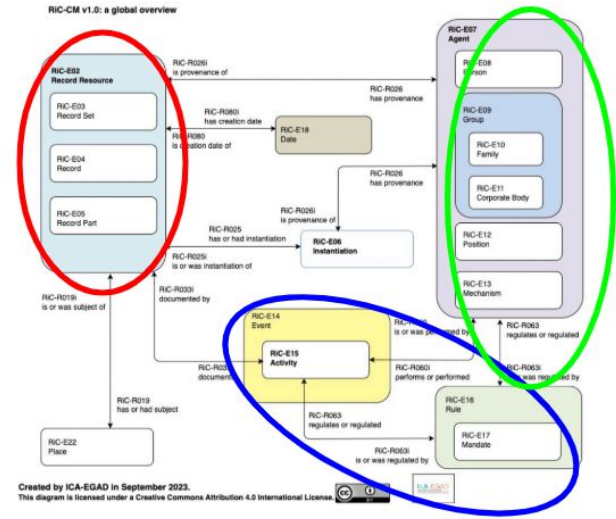 RiC-CM v1.0: a global overview
RiC-E02
Record Resource
RiC-E03
Record Set
RiC-E04
Record
RiC-E05
Record Part
RiC-R026i
is provenance of
RiC-R026
has provenance
RiC-R080i
has creation date
RiC-R080
is creation date of
RiC-E18
Date
RiC-E07
Agent
RiC-E08
Person
RiC-E09
Group
RiC-E10
Family
RiC-E11
Corporate Body
RiC-E12
Position
RiC-E13
Mechanism
RiC-R026
has provenance
RiC-R026i
is provenance of
RiC-R025
has or had instantiation
RiC-R025i
is or was instantiation of
RiC-E06
Instantiation
RiC-R033i
documented by
RiC-R019i
is or was subject of
RiC-E14
Event
RiC-E15
Activity
is or was performed by
RiC-R060i
performs or performed
RiC-R063
regulates or regulated
RiC-R063i
is or was regulated by
RiC-R063
regulates or regulated
RiC-R063i
is or was regulated by
RiC-E16
Rule
RiC-E17
Mandate
RiC-R019
has or had subject
RiC-E22
Place
Created by ICA-EGAD in September 2023.
This diagram is licensed under a Creative Commons Attribution 4.0 International License.
cc
BY